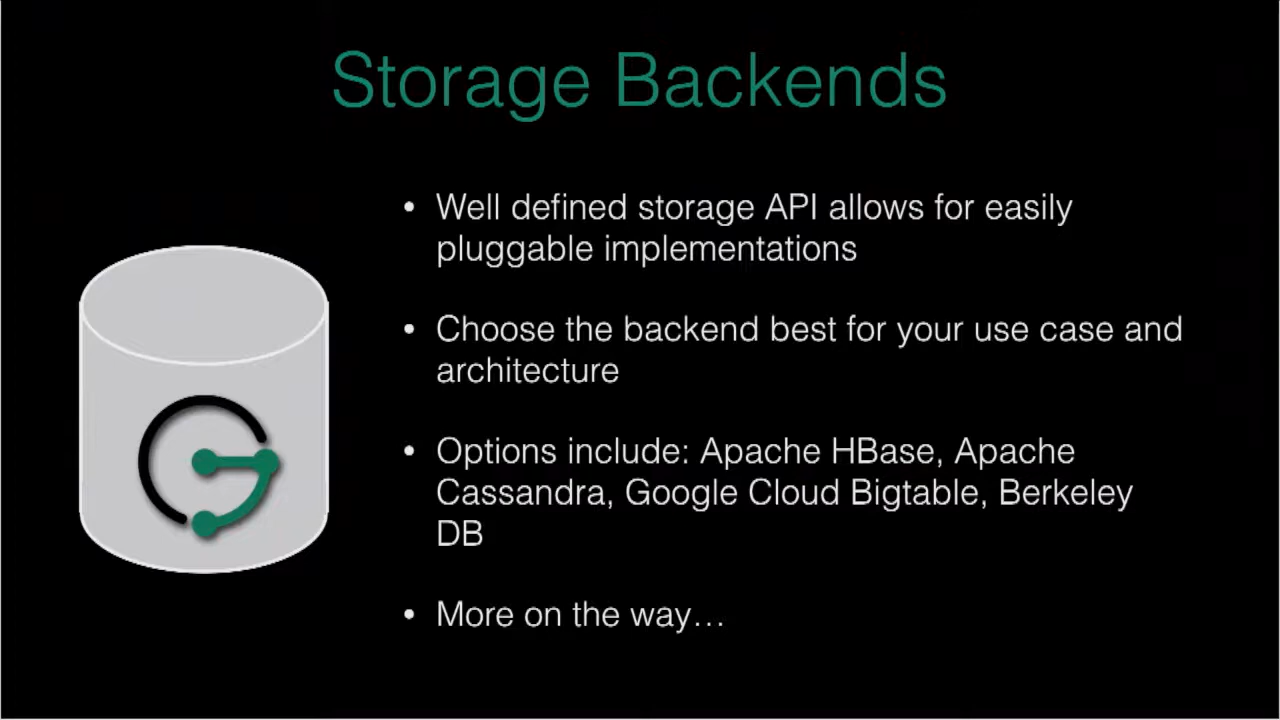 Storage Backends
• Well defined storage API allows for easily
pluggable implementations
• Choose the backend best for your use case and
architecture
• Options include: Apache HBase, Apache
Cassandra, Google Cloud Bigtable, Berkeley
DB
• More on the way…